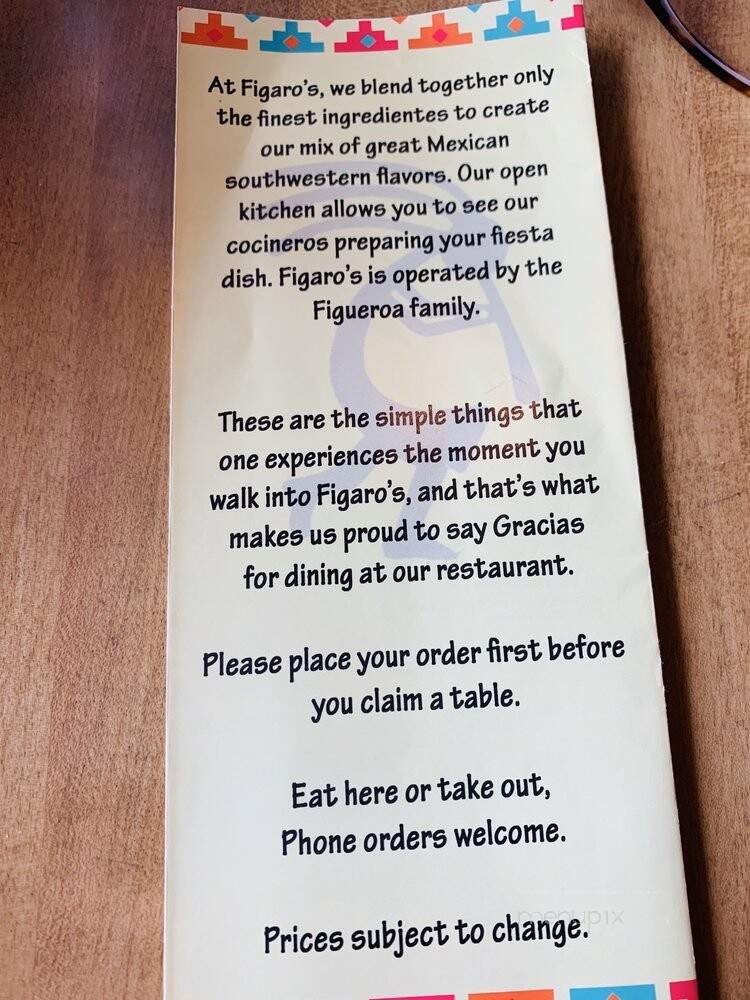 At Figaro's, we blend together only
the finest ingredientes to create
our mix of great Mexican
southwestern flavors. Our open
kitchen allows you to see our
cocineros preparing your fiesta
dish. Figaro's is operated by the
Figueroa family.
These are the simple things that
one experiences the moment you
walk into Figaro's, and that's what
makes us proud to say Gracias
for dining at our restaurant.
Please place your order first before
you claim a table.
Eat here or take out,
Phone orders welcome.
menupix
Prices subject to change.